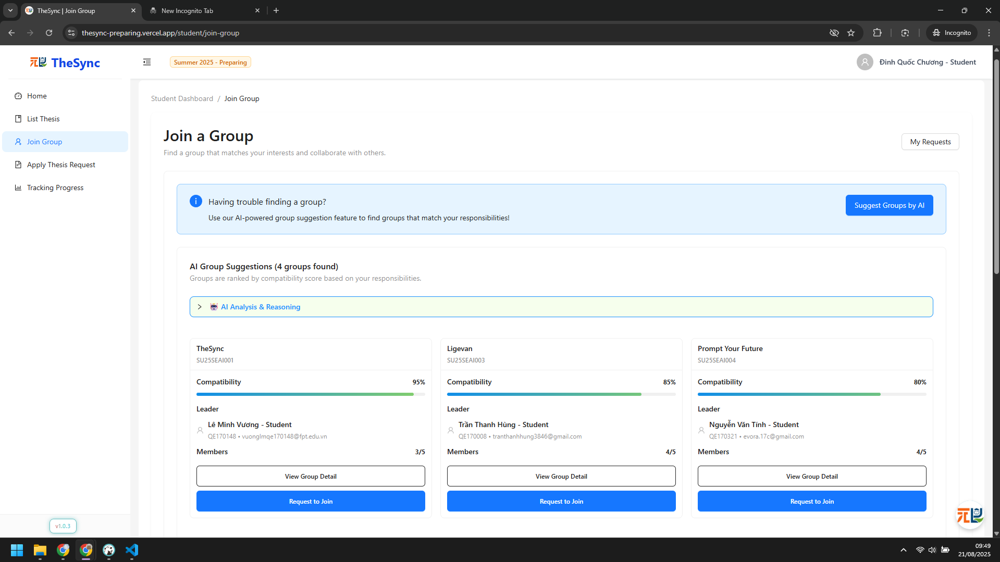 TheSync | Join Group
New Incognito Tab
thesync-preparing.vercel.app/student/join-group
Incognito
TheSync
Summer 2025 - Preparing
Đinh Quốc Chương - Student
Home
List Thesis
Join Group
Apply Thesis Request
Tracking Progress
v1.0.3
Student Dashboard / Join Group
Join a Group
Find a group that matches your interests and collaborate with others.
My Requests
Having trouble finding a group?
Use our AI-powered group suggestion feature to find groups that match your responsibilities!
Suggest Groups by AI
AI Group Suggestions (4 groups found)
Groups are ranked by compatibility score based on your responsibilities.
AI Analysis & Reasoning
TheSync
SU25SEAI001
Compatibility 95%
Leader
Lê Minh Vương - Student
QE170148 • vuonglmqe170148@fpt.edu.vn
Members 3/5
View Group Detail
Request to Join
Ligevan
SU25SEAI003
Compatibility 85%
Leader
Trần Thanh Hùng - Student
QE170008 • tranthanhhung3846@gmail.com
Members 4/5
View Group Detail
Request to Join
Prompt Your Future
SU25SEAI004
Compatibility 80%
Leader
Nguyễn Văn Tính - Student
QE170321 • evora.17c@gmail.com
Members 4/5
View Group Detail
Request to Join
09:49
21/08/2025